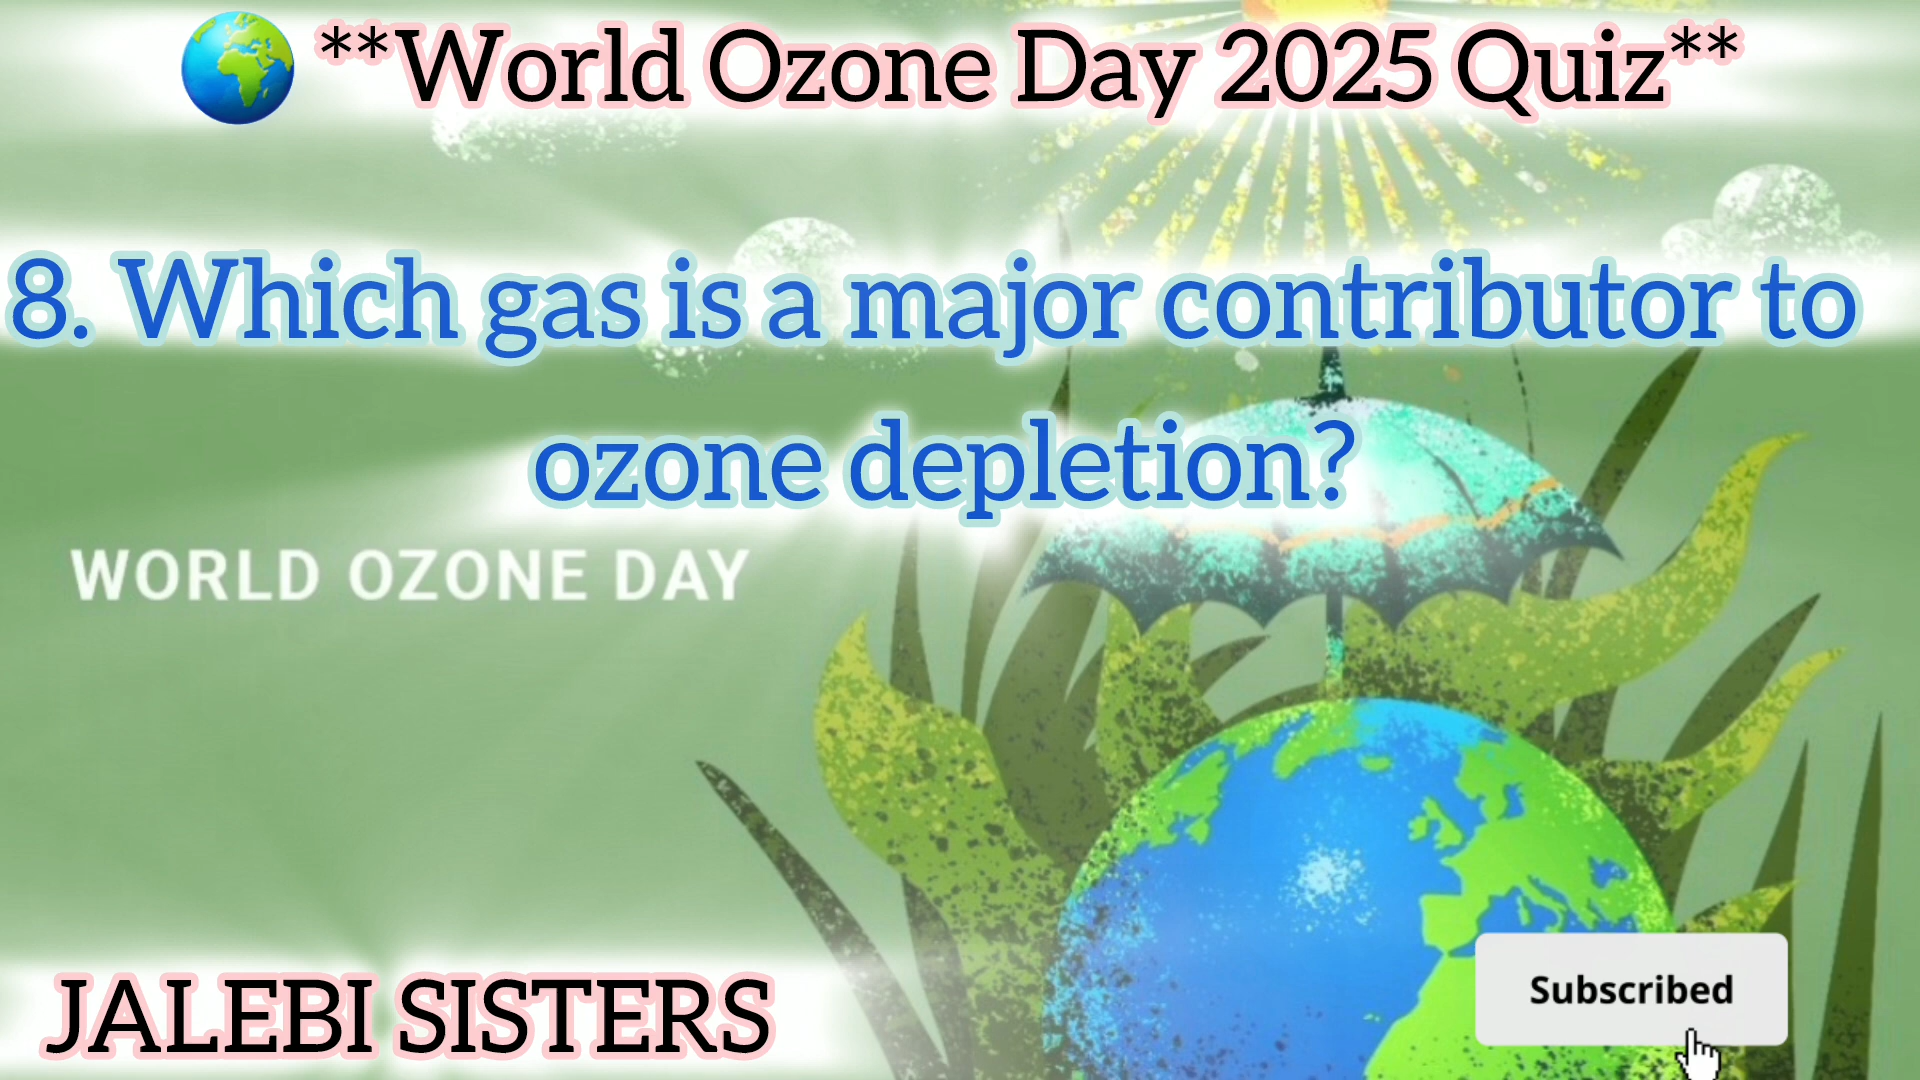 🌍 **World Ozone Day 2025 Quiz**
8. Which gas is a major contributor to
ozone depletion?
WORLD OZONE DAY
JALEBI SISTERS
Subscribed